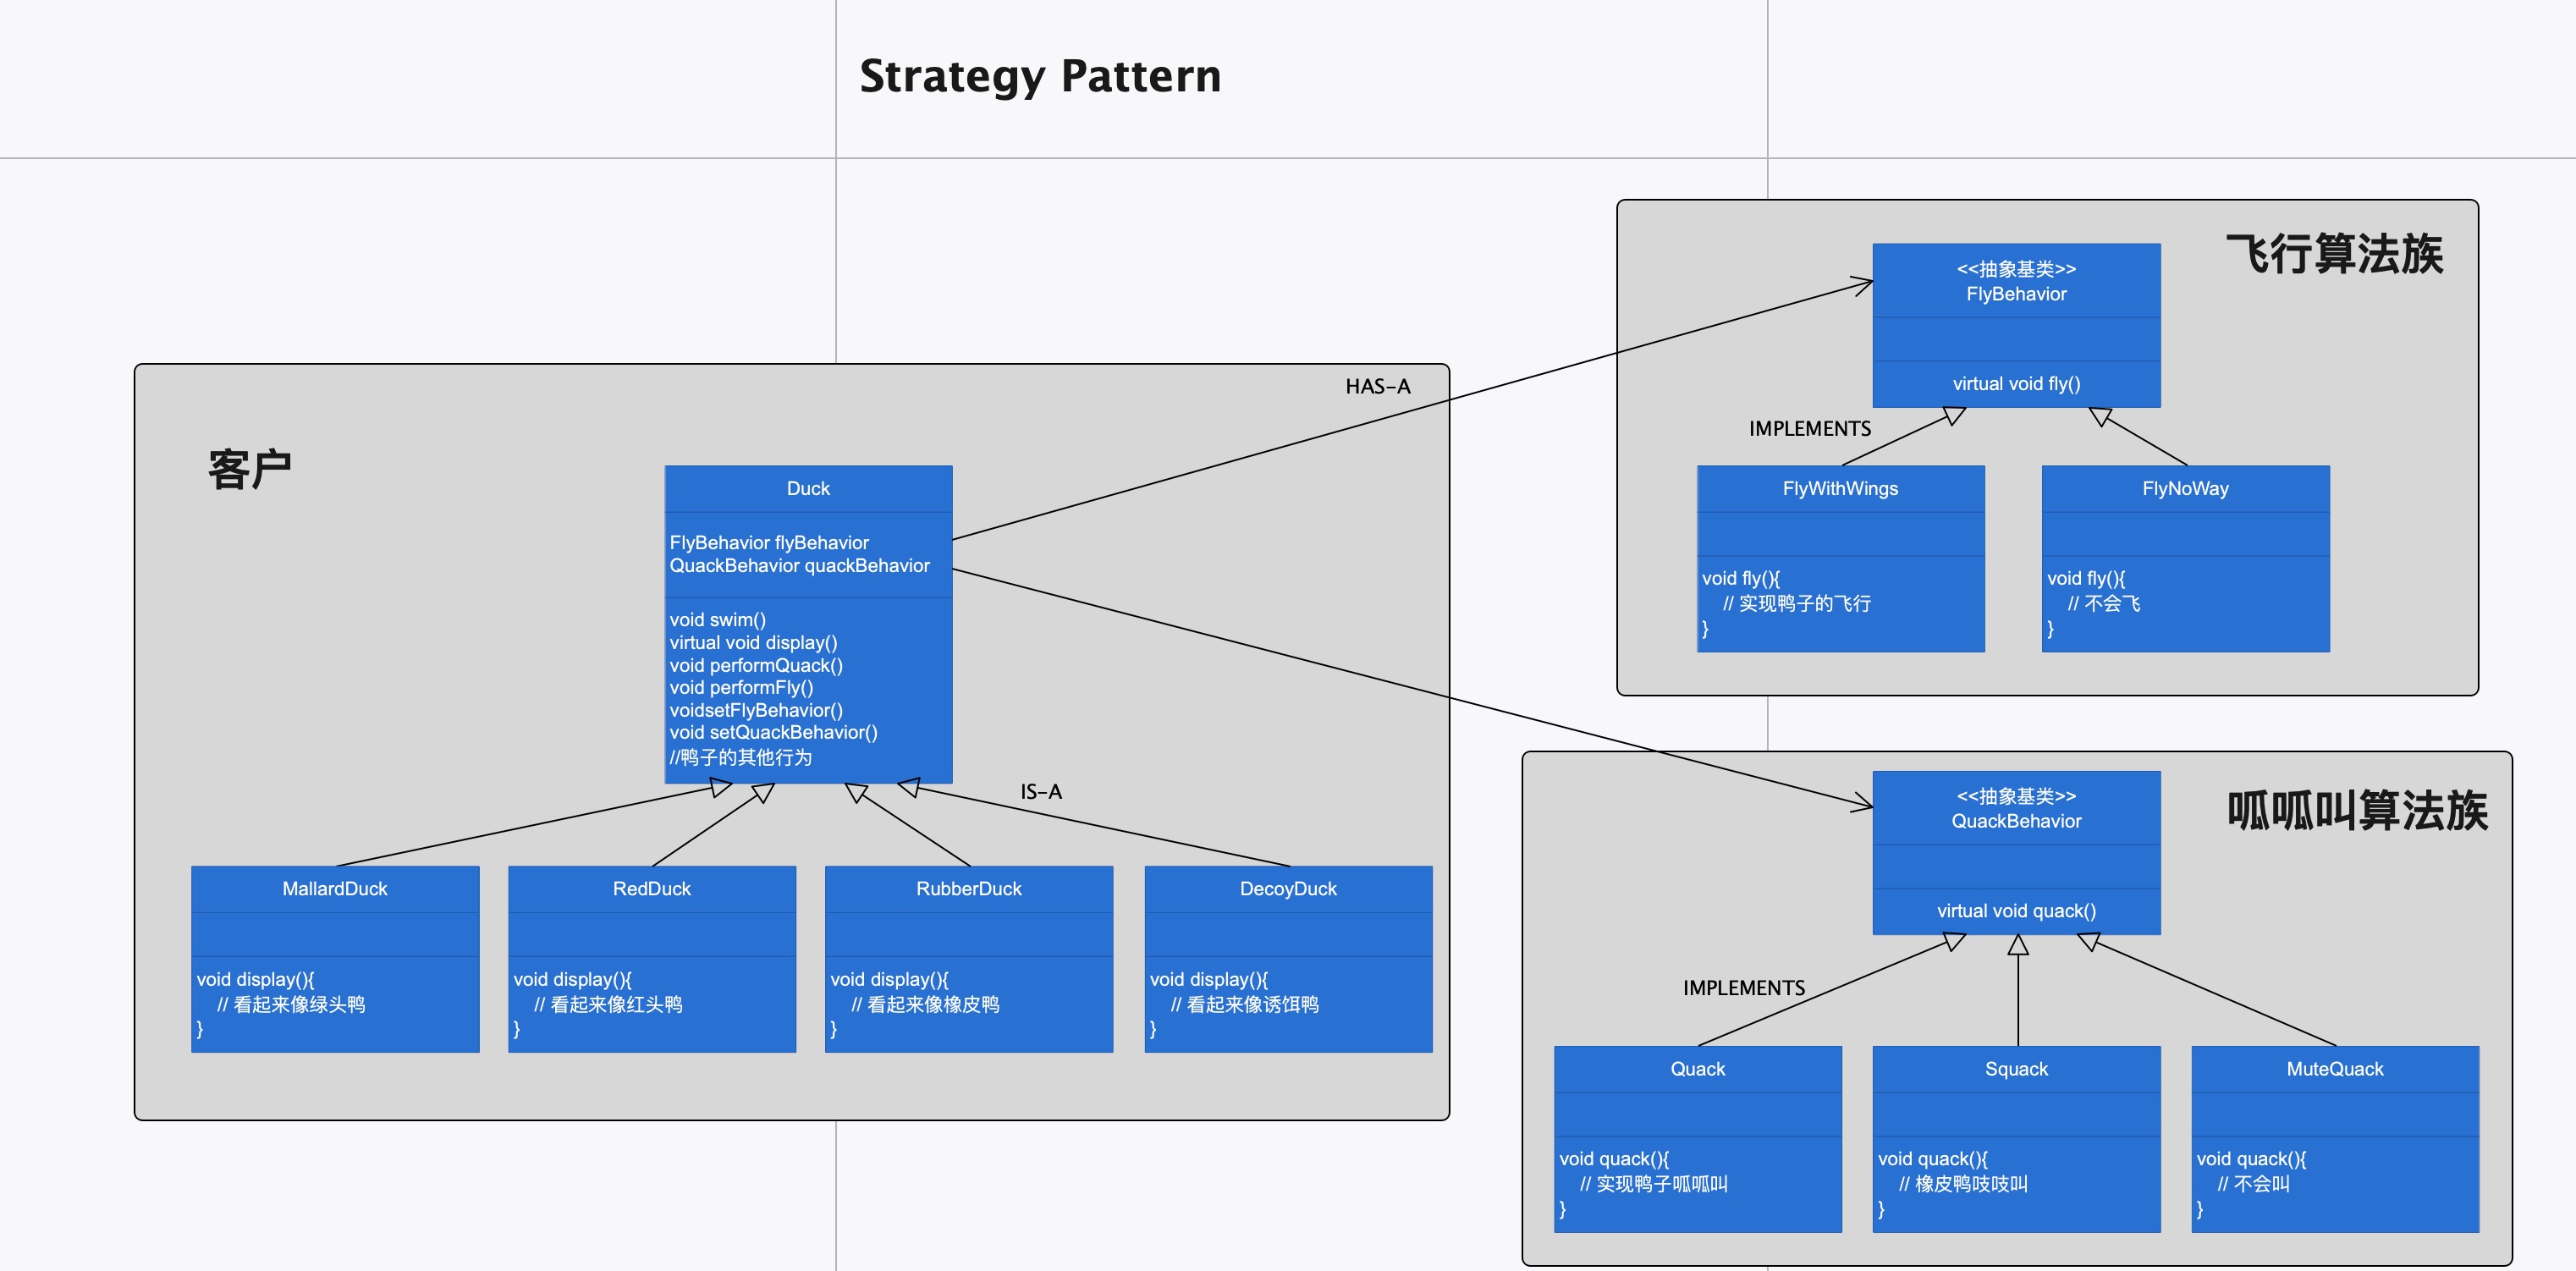 Strategy Pattern
飞行算法族
<<抽象基类>>
FlyBehavior
virtual void fly()
IMPLEMENTS
FlyWithWings
void fly(){
// 实现鸭子的飞行
}
FlyNoWay
void fly(){
// 不会飞
}
HAS-A
客户
Duck
FlyBehavior flyBehavior
QuackBehavior quackBehavior
void swim()
virtual void display()
void performQuack()
void performFly()
voidsetFlyBehavior()
void setQuackBehavior()
//鸭子的其他行为
IS-A
MallardDuck
void display(){
// 看起来像绿头鸭
}
RedDuck
void display(){
// 看起来像红头鸭
}
RubberDuck
void display(){
// 看起来像橡皮鸭
}
DecoyDuck
void display(){
// 看起来像诱饵鸭
}
呱呱叫算法族
<<抽象基类>>
QuackBehavior
virtual void quack()
IMPLEMENTS
Quack
void quack(){
// 实现鸭子呱呱叫
}
Squack
void quack(){
// 橡皮鸭吱吱叫
}
MuteQuack
void quack(){
// 不会叫
}